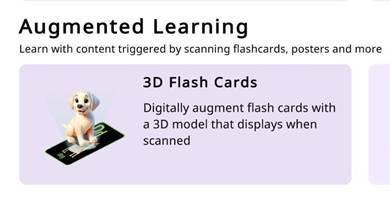 Augmented Learning
Learn with content triggered by scanning flashcards, posters and more
3D Flash Cards
Digitally augment flash cards with
a 3D model that displays when
scanned